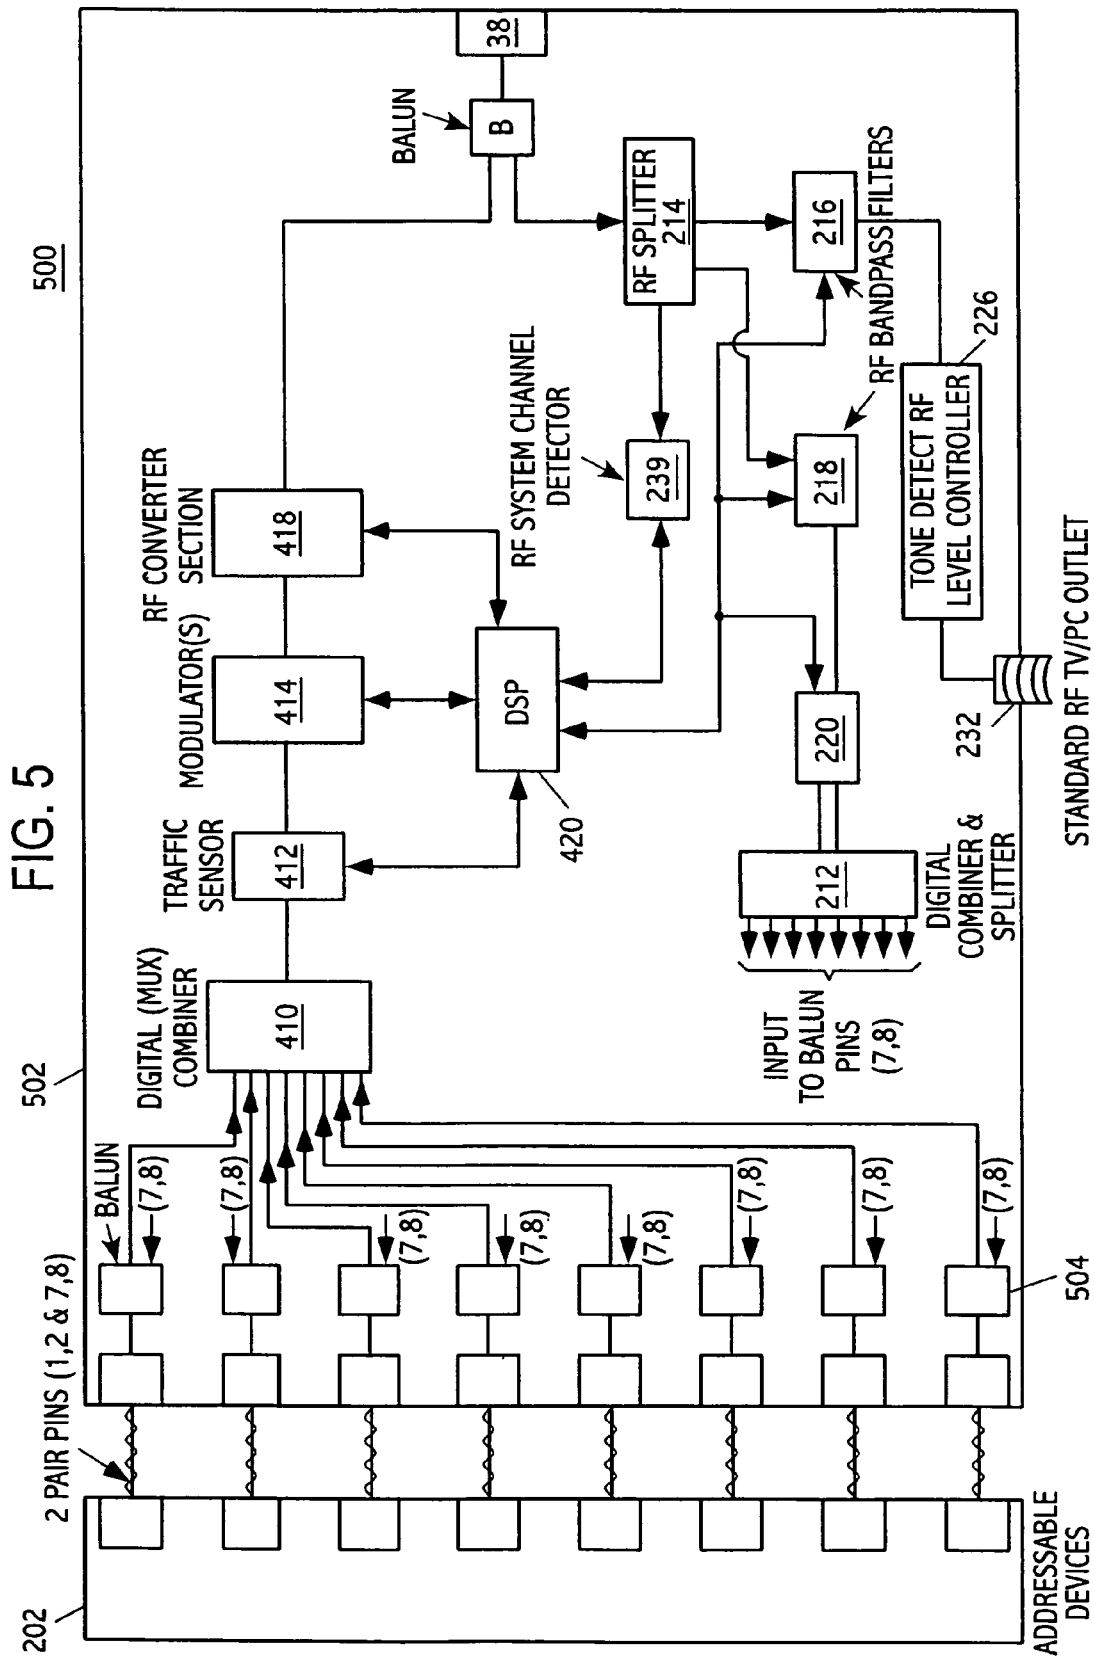 FIG. 5
500
502
202
2 PAIR PINS (1,2 & 7,8)
BALUN
(7,8)
(7,8)
(7,8)
(7,8)
(7,8)
(7,8)
(7,8)
(7,8)
504
ADDRESSABLE
DEVICES
DIGITAL (MUX)
COMBINER
410
TRAFFIC
SENSOR
412
MODULATOR(S)
414
RF CONVERTER
SECTION
418
BALUN
B
38
DSP
420
RF SYSTEM CHANNEL
DETECTOR
239
RF SPLITTER
214
216
RF BANDPASS FILTERS
218
220
212
DIGITAL
COMBINER &
SPLITTER
INPUT
TO BALUN
PINS
(7,8)
TONE DETECT RF
LEVEL CONTROLLER
226
232
STANDARD RF TV/PC OUTLET